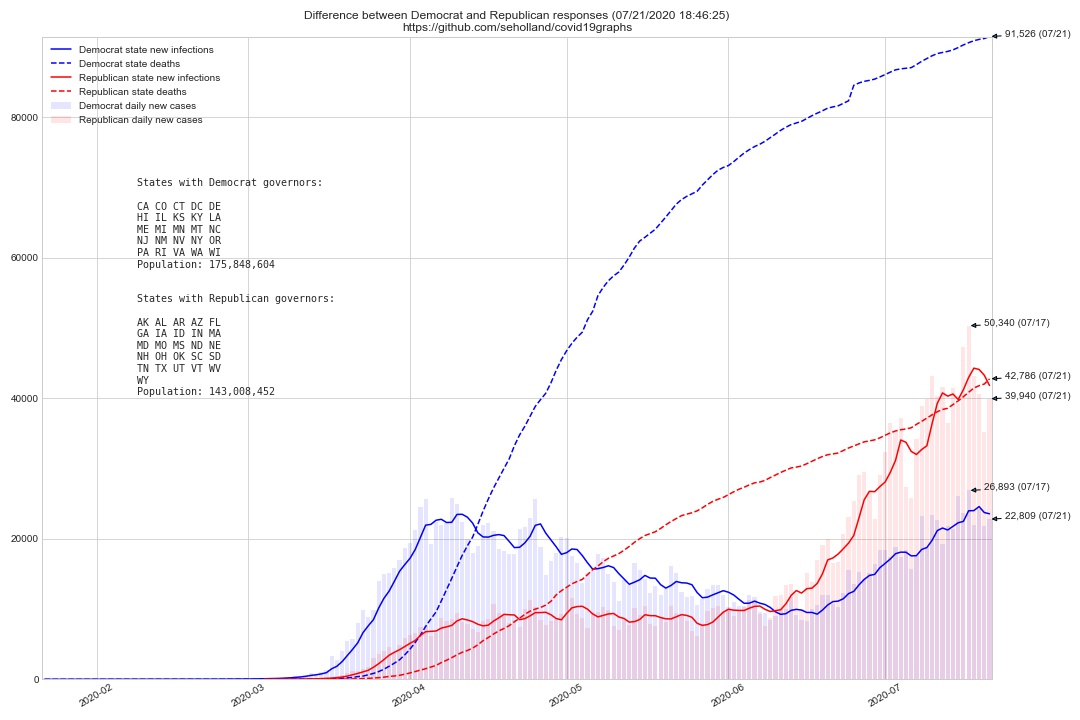 Difference between Democrat and Republican responses (07/21/2020 18:46:25)
https://github.com/seholland/covid19graphs
Democrat state new infections
Democrat state deaths
Republican state new infections
Republican state deaths
Democrat daily new cases
Republican daily new cases
States with Democrat governors:
CA CO CT DC DE
HI IL KS KY LA
ME MI MN MT NC
NJ NM NV NY OR
PA RI VA WA WI
Population: 175,848,604
States with Republican governors:
AK AL AR AZ FL
GA IA ID IN MA
MD MO MS ND NE
NH OH OK SC SD
TN TX UT VT WV
WY
Population: 143,008,452
91,526 (07/21)
50,340 (07/17)
42,786 (07/21)
39,940 (07/21)
26,893 (07/17)
22,809 (07/21)
80000
60000
40000
20000
0
2020-02
2020-03
2020-04
2020-05
2020-06
2020-07